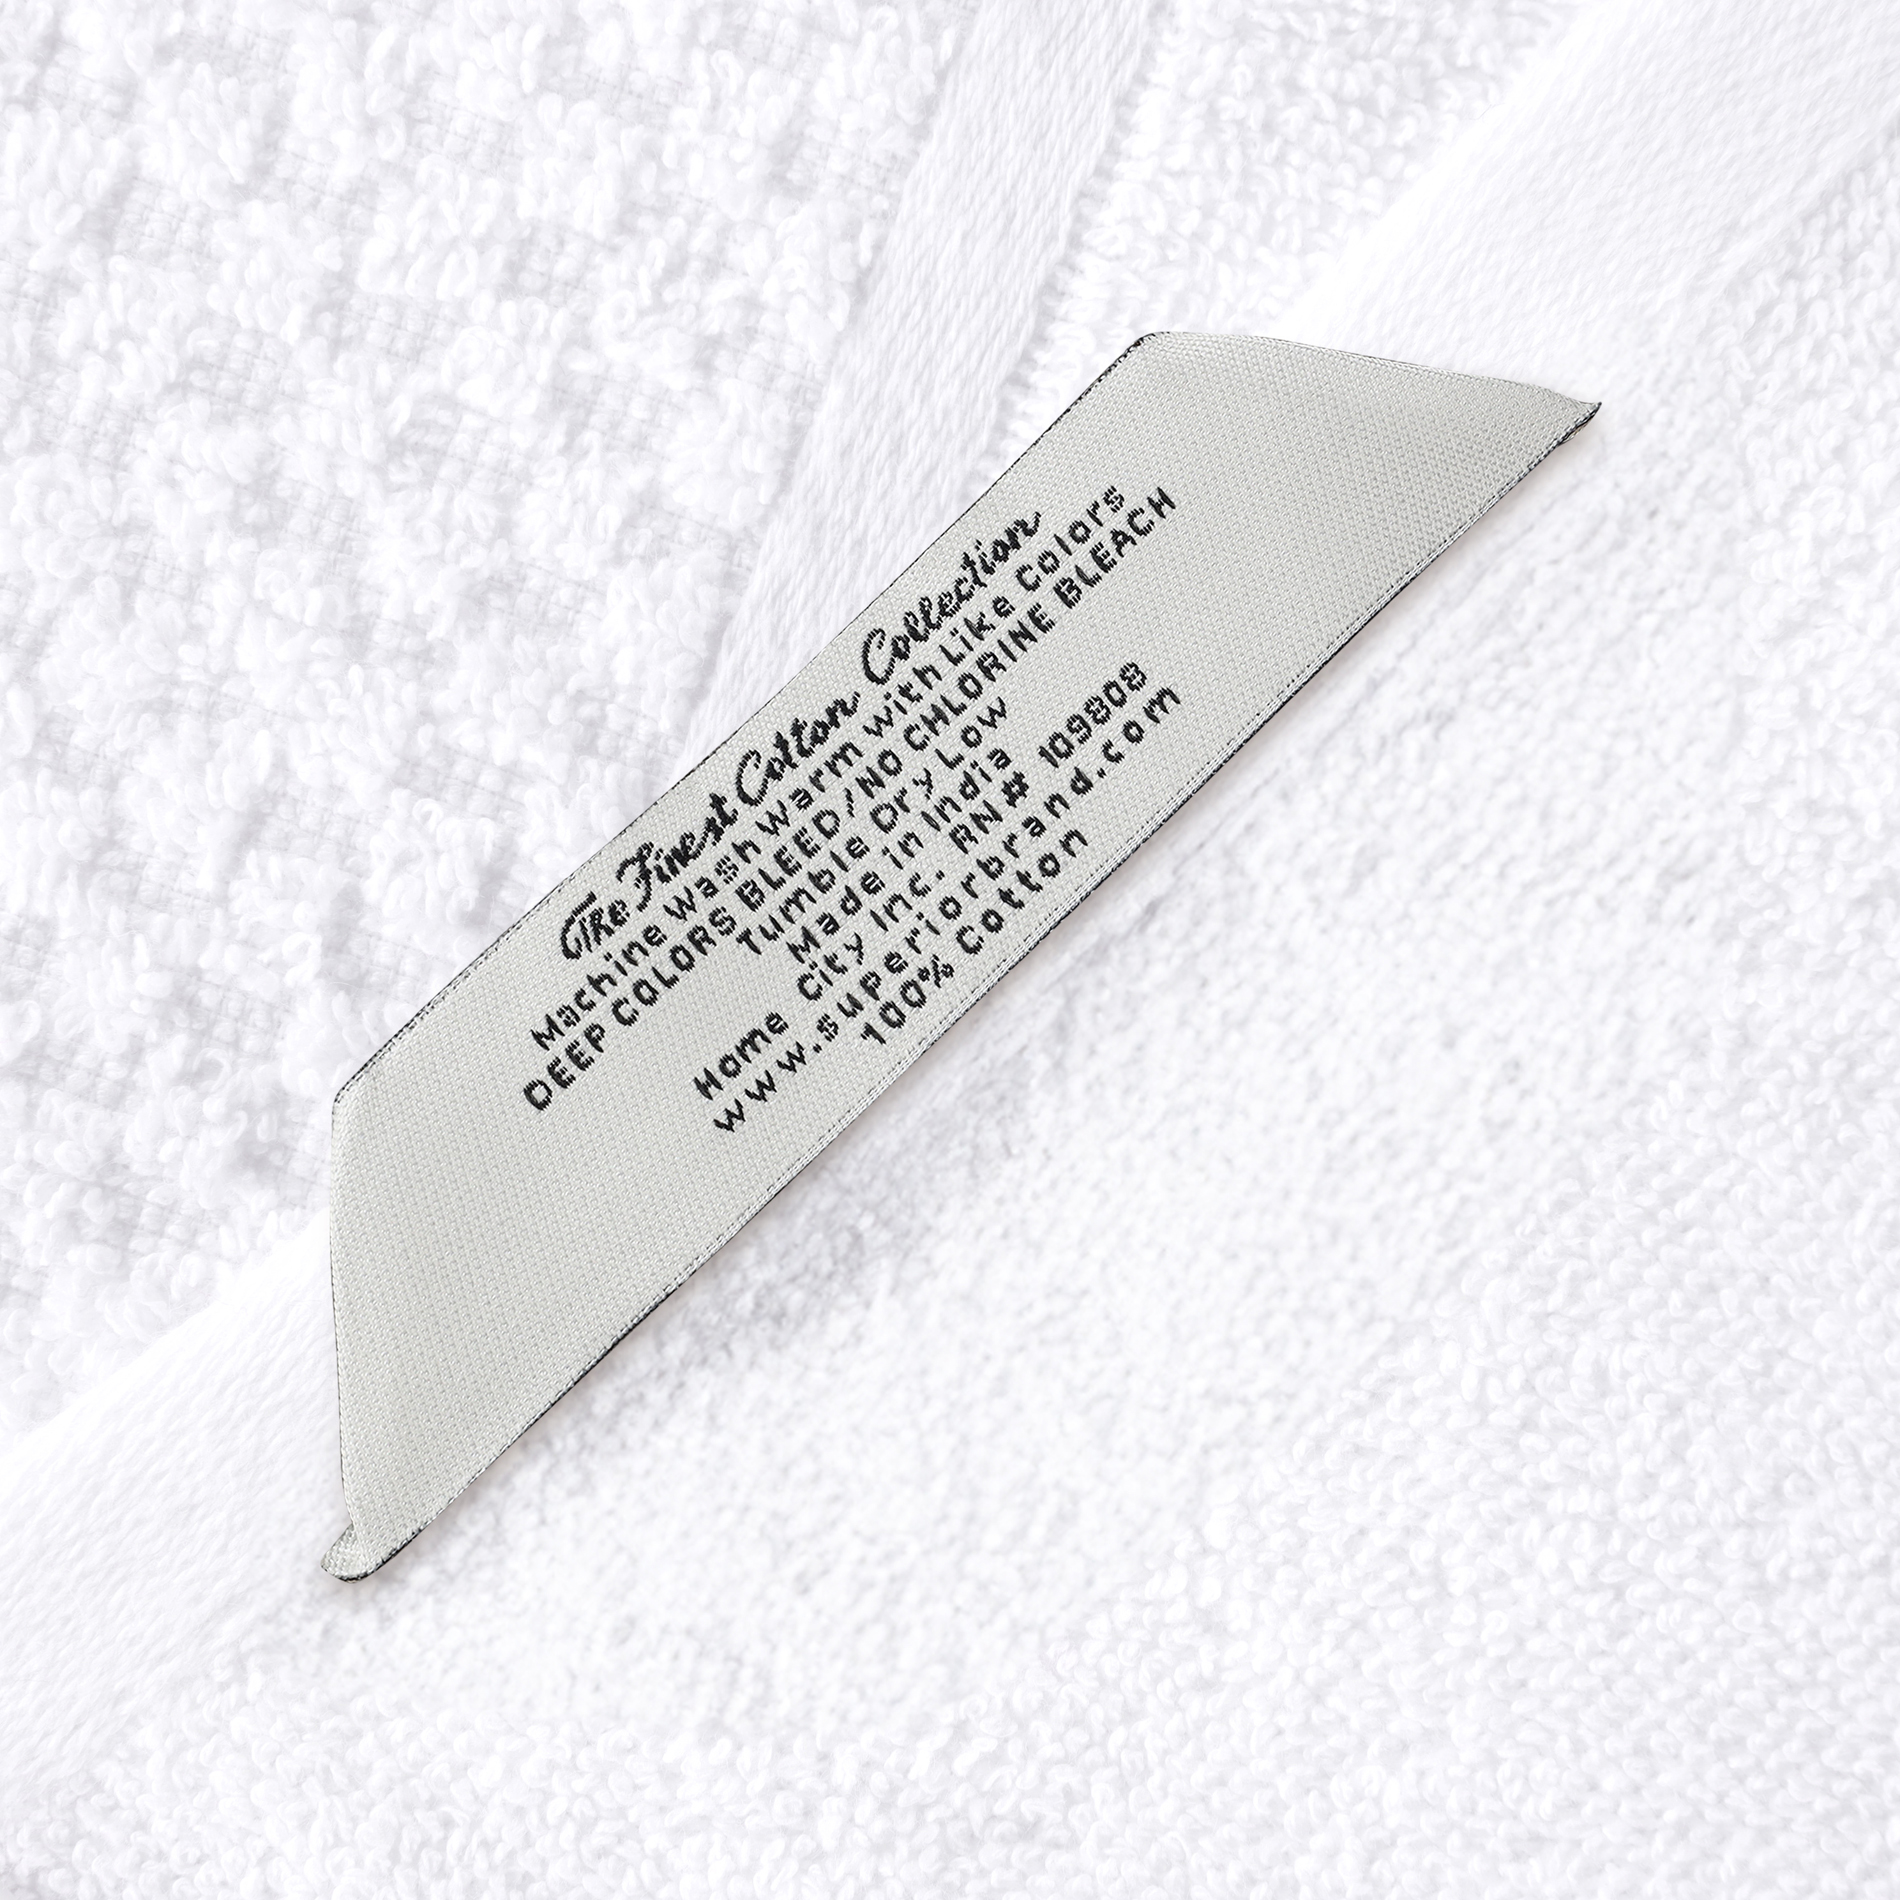 The Finest Cotton Collection
Machine Wash Warm with Like Colors
DEEP COLORS BLEED/NO CHLORINE BLEACH
Tumble Dry Low
Made in India
Home City Inc. RN# 109808
www.superiorbrand.com
100% Cotton